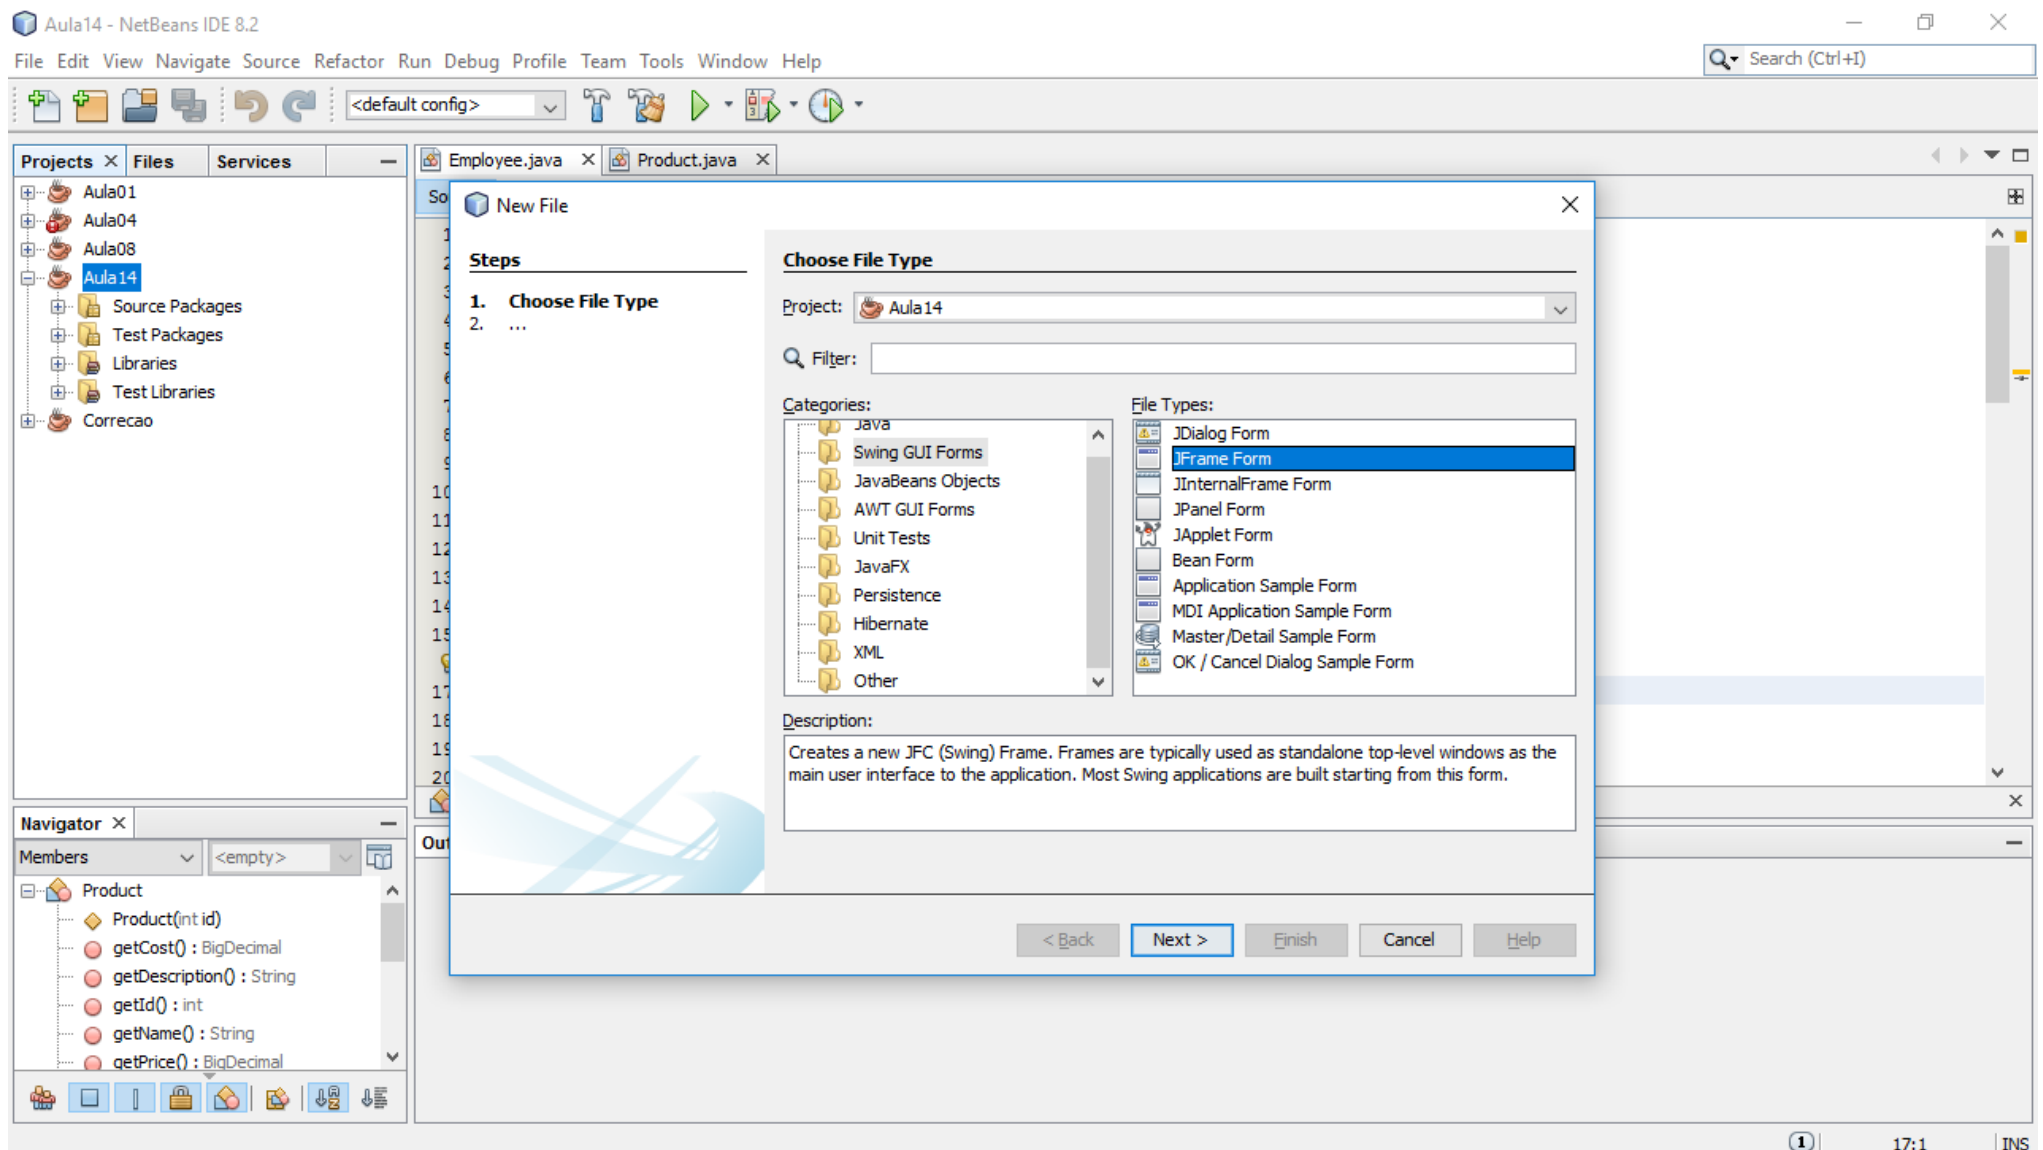 Aula14 - NetBeans IDE 8.2
File Edit View Navigate Source Refactor Run Debug Profile Team Tools Window Help
Search (Ctrl+I)
<default config>
Projects Files Services
Employee.java Product.java
Aula01
Aula04
Aula08
Aula14
Source Packages
Test Packages
Libraries
Test Libraries
Correcao
New File
Steps
1. Choose File Type
2. ...
Choose File Type
Project: Aula14
Filter:
Categories:
Java
Swing GUI Forms
JavaBeans Objects
AWT GUI Forms
Unit Tests
JavaFX
Persistence
Hibernate
XML
Other
File Types:
JDialog Form
JFrame Form
JInternalFrame Form
JPanel Form
JApplet Form
Bean Form
Application Sample Form
MDI Application Sample Form
Master/Detail Sample Form
OK / Cancel Dialog Sample Form
Description:
Creates a new JFC (Swing) Frame. Frames are typically used as standalone top-level windows as the
main user interface to the application. Most Swing applications are built starting from this form.
< Back Next > Finish Cancel Help
Navigator
Members <empty>
Product
Product(int id)
getCost() : BigDecimal
getDescription() : String
getId() : int
getName() : String
getPrice() : BigDecimal
1 17:1 INS